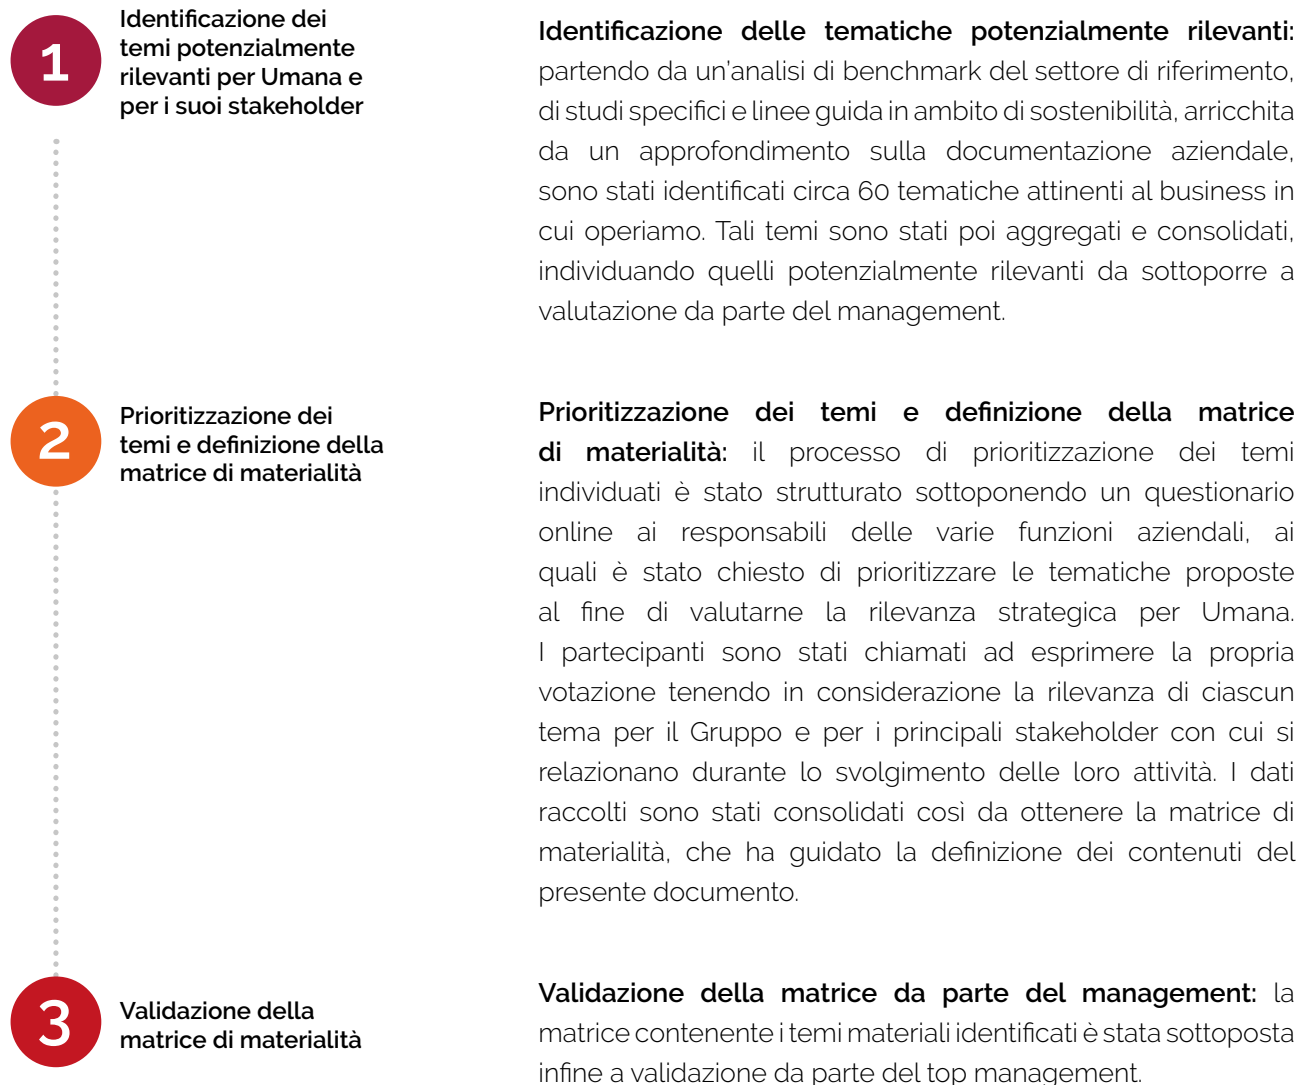 1
Identificazione dei
temi potenzialmente
rilevanti per Umana e
per i suoi stakeholder
Identificazione delle tematiche potenzialmente rilevanti:
partendo da un’analisi di benchmark del settore di riferimento,
di studi specifici e linee guida in ambito di sostenibilità, arricchita
da un approfondimento sulla documentazione aziendale,
sono stati identificati circa 60 tematiche attinenti al business in
cui operiamo. Tali temi sono stati poi aggregati e consolidati,
individuando quelli potenzialmente rilevanti da sottoporre a
valutazione da parte del management.
2
Prioritizzazione dei
temi e definizione della
matrice di materialità
Prioritizzazione dei temi e definizione della matrice
di materialità: il processo di prioritizzazione dei temi
individuati è stato strutturato sottoponendo un questionario
online ai responsabili delle varie funzioni aziendali, ai
quali è stato chiesto di prioritizzare le tematiche proposte
al fine di valutarne la rilevanza strategica per Umana.
I partecipanti sono stati chiamati ad esprimere la propria
votazione tenendo in considerazione la rilevanza di ciascun
tema per il Gruppo e per i principali stakeholder con cui si
relazionano durante lo svolgimento delle loro attività. I dati
raccolti sono stati consolidati così da ottenere la matrice di
materialità, che ha guidato la definizione dei contenuti del
presente documento.
3
Validazione della
matrice di materialità
Validazione della matrice da parte del management: la
matrice contenente i temi materiali identificati è stata sottoposta
infine a validazione da parte del top management.